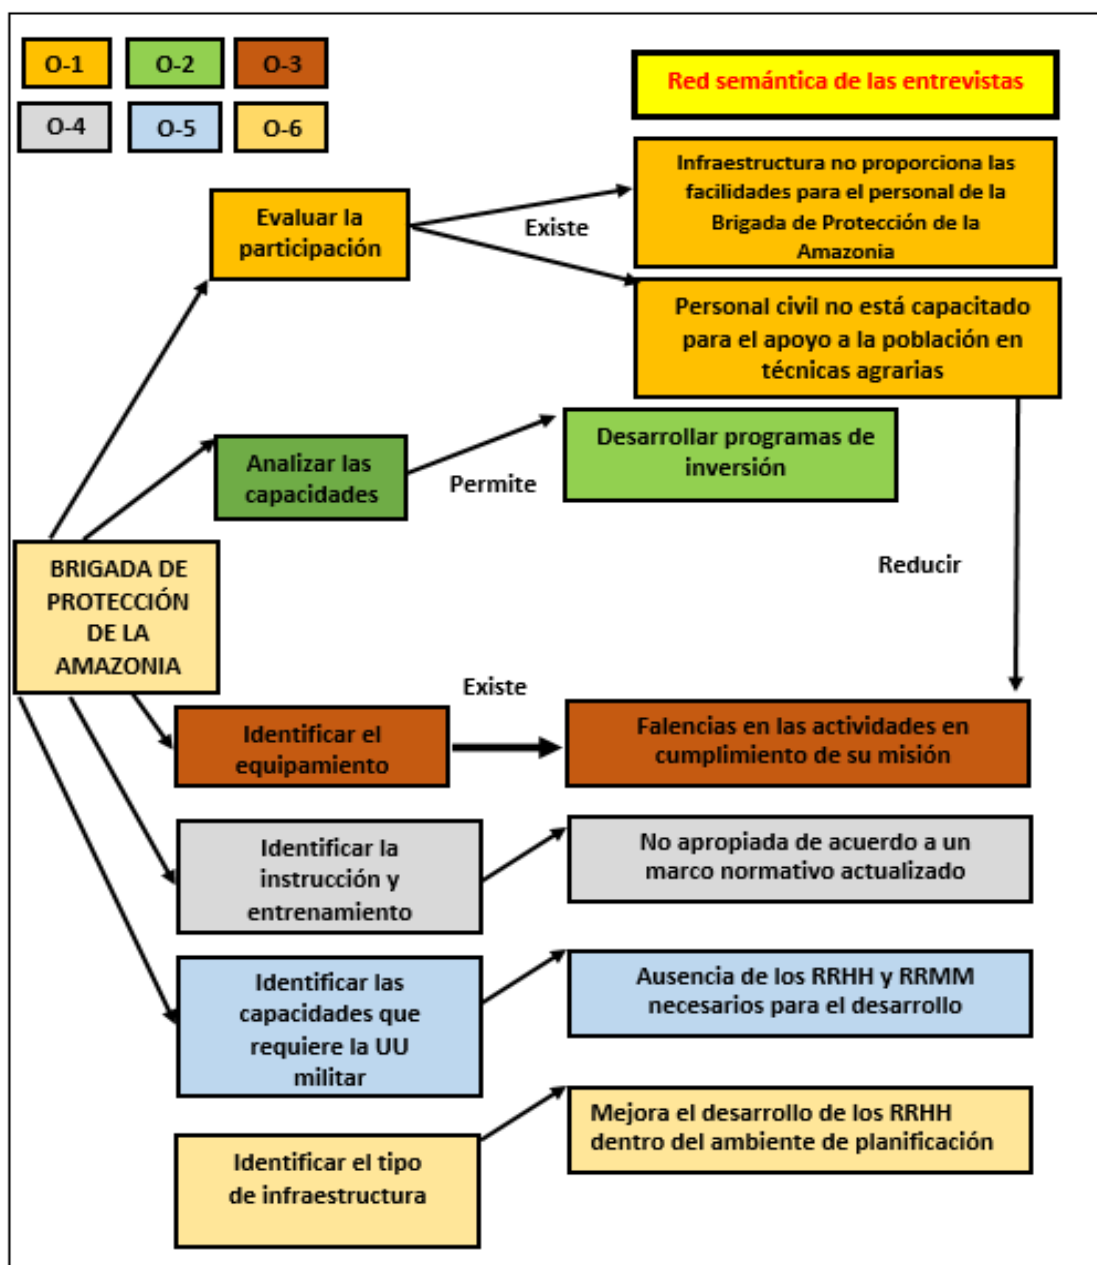 O-1
O-2
O-3
O-4
O-5
O-6
Red semántica de las entrevistas
Evaluar la
participación
Existe
Infraestructura no proporciona las
facilidades para el personal de la
Brigada de Protección de la
Amazonia
Personal civil no está capacitado
para el apoyo a la población en
técnicas agrarias
Analizar las
capacidades
Permite
Desarrollar programas de
inversión
Reducir
BRIGADA DE
PROTECCIÓN
DE LA
AMAZONIA
Existe
Identificar el
equipamiento
Falencias en las actividades en
cumplimiento de su misión
Identificar la
instrucción y
entrenamiento
No apropiada de acuerdo a un
marco normativo actualizado
Identificar las
capacidades que
requiere la UU
militar
Ausencia de los RRHH y RRMM
necesarios para el desarrollo
Identificar el tipo
de infraestructura
Mejora el desarrollo de los RRHH
dentro del ambiente de planificación